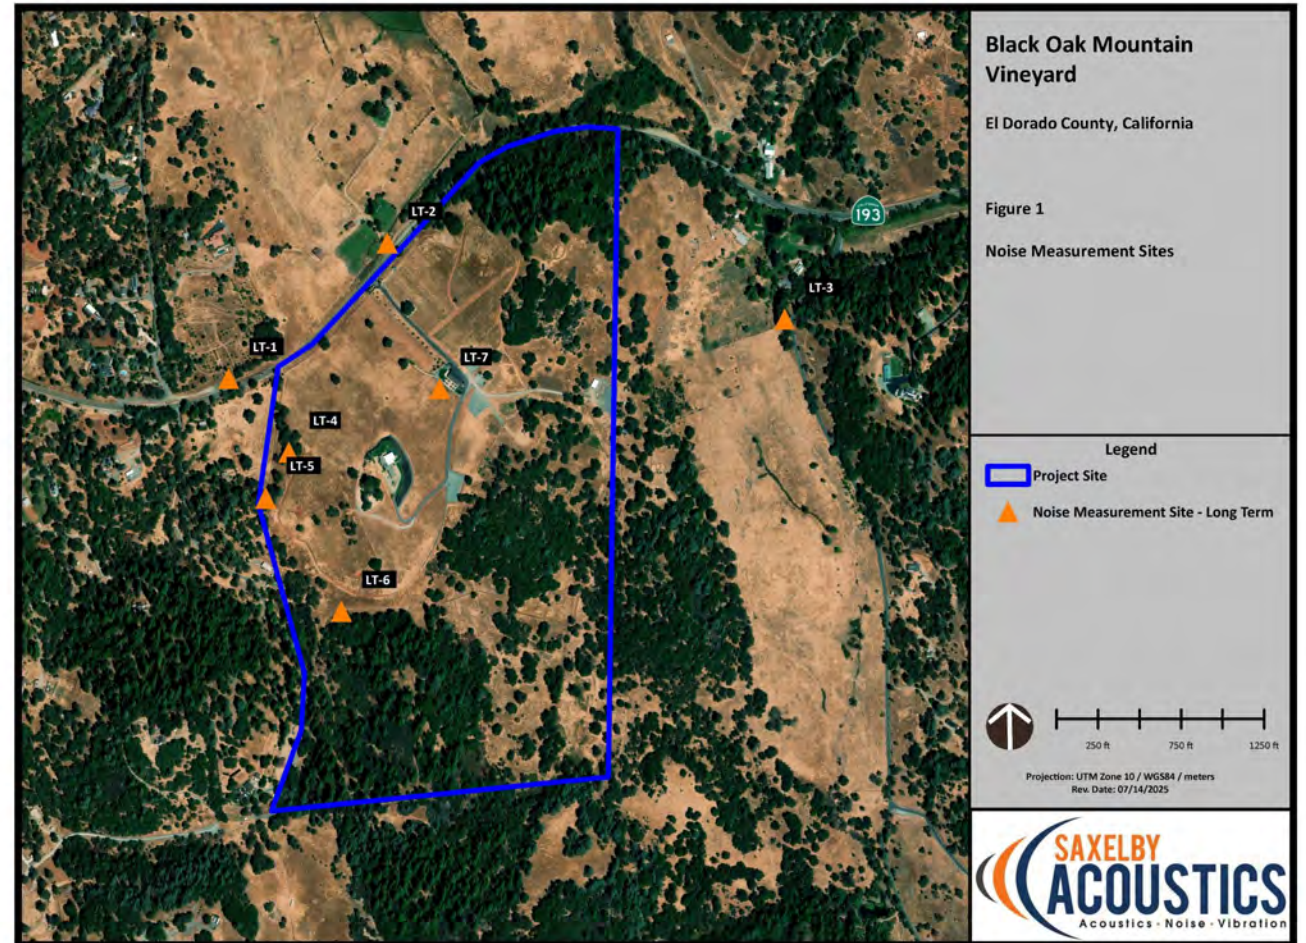 Black Oak Mountain
Vineyard
El Dorado County, California
Figure 1
Noise Measurement Sites
LT-2
193
LT-3
LT-1
LT-7
LT-4
LT-5
LT-6
Legend
Project Site
Noise Measurement Site - Long Term
250 ft 750 ft 1250 ft
Projection: UTM Zone 10 / WGS84 / meters
Rev. Date: 07/14/2025
SAXELBY
ACOUSTICS
Acoustics · Noise · Vibration